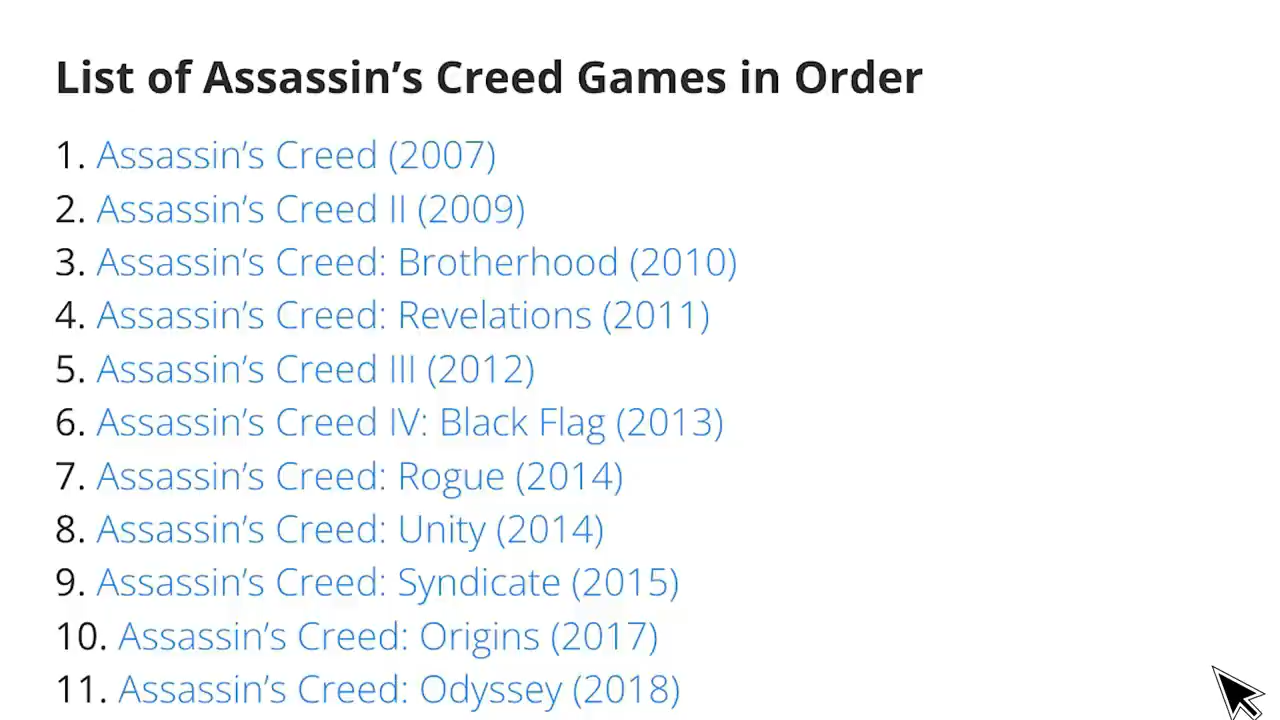 List of Assassin’s Creed Games in Order
1. Assassin’s Creed (2007)
2. Assassin’s Creed II (2009)
3. Assassin’s Creed: Brotherhood (2010)
4. Assassin’s Creed: Revelations (2011)
5. Assassin’s Creed III (2012)
6. Assassin’s Creed IV: Black Flag (2013)
7. Assassin’s Creed: Rogue (2014)
8. Assassin’s Creed: Unity (2014)
9. Assassin’s Creed: Syndicate (2015)
10. Assassin’s Creed: Origins (2017)
11. Assassin’s Creed: Odyssey (2018)